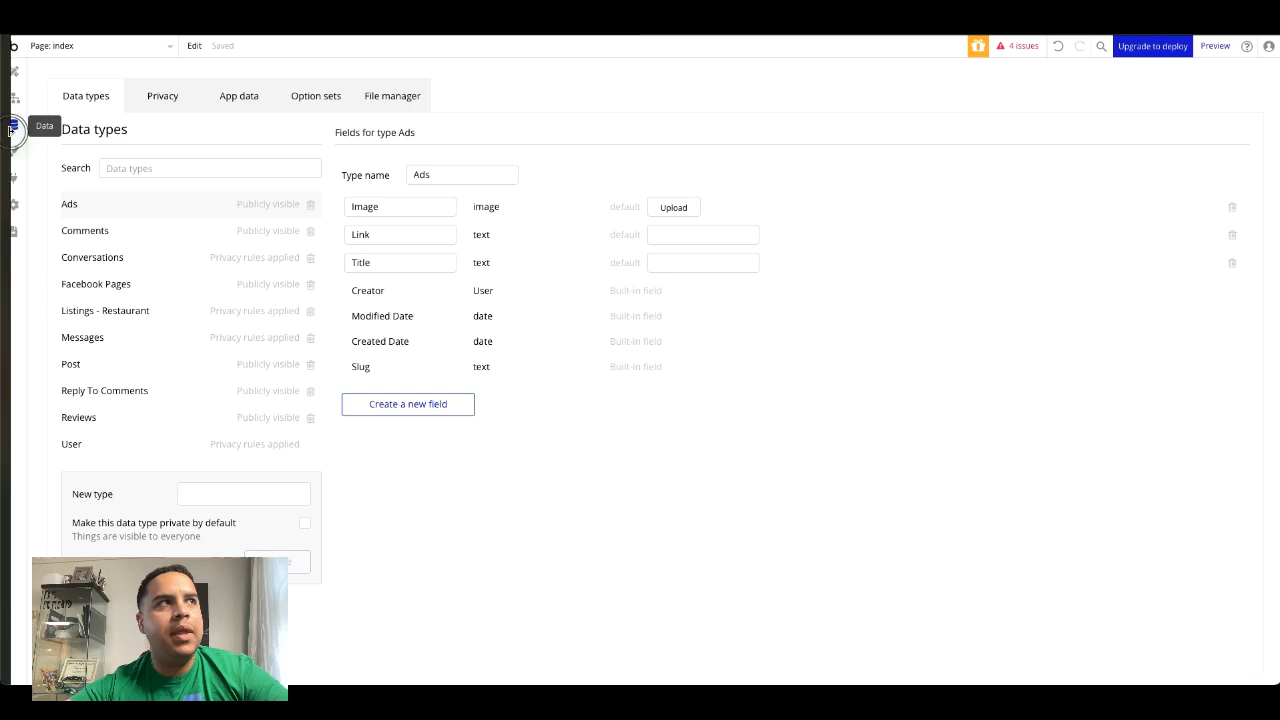 Page: index
Edit
Saved
4 issues
Upgrade to deploy
Preview
Data types
Privacy
App data
Option sets
File manager
Data
Data types
Search
Data types
Ads Publicly visible
Comments Publicly visible
Conversations Privacy rules applied
Facebook Pages Publicly visible
Listings - Restaurant Privacy rules applied
Messages Privacy rules applied
Post Publicly visible
Reply To Comments Publicly visible
Reviews Publicly visible
User Privacy rules applied
New type
Make this data type private by default
Things are visible to everyone
Fields for type Ads
Type name Ads
Image image default Upload
Link text default
Title text default
Creator User Built-in field
Modified Date date Built-in field
Created Date date Built-in field
Slug text Built-in field
Create a new field